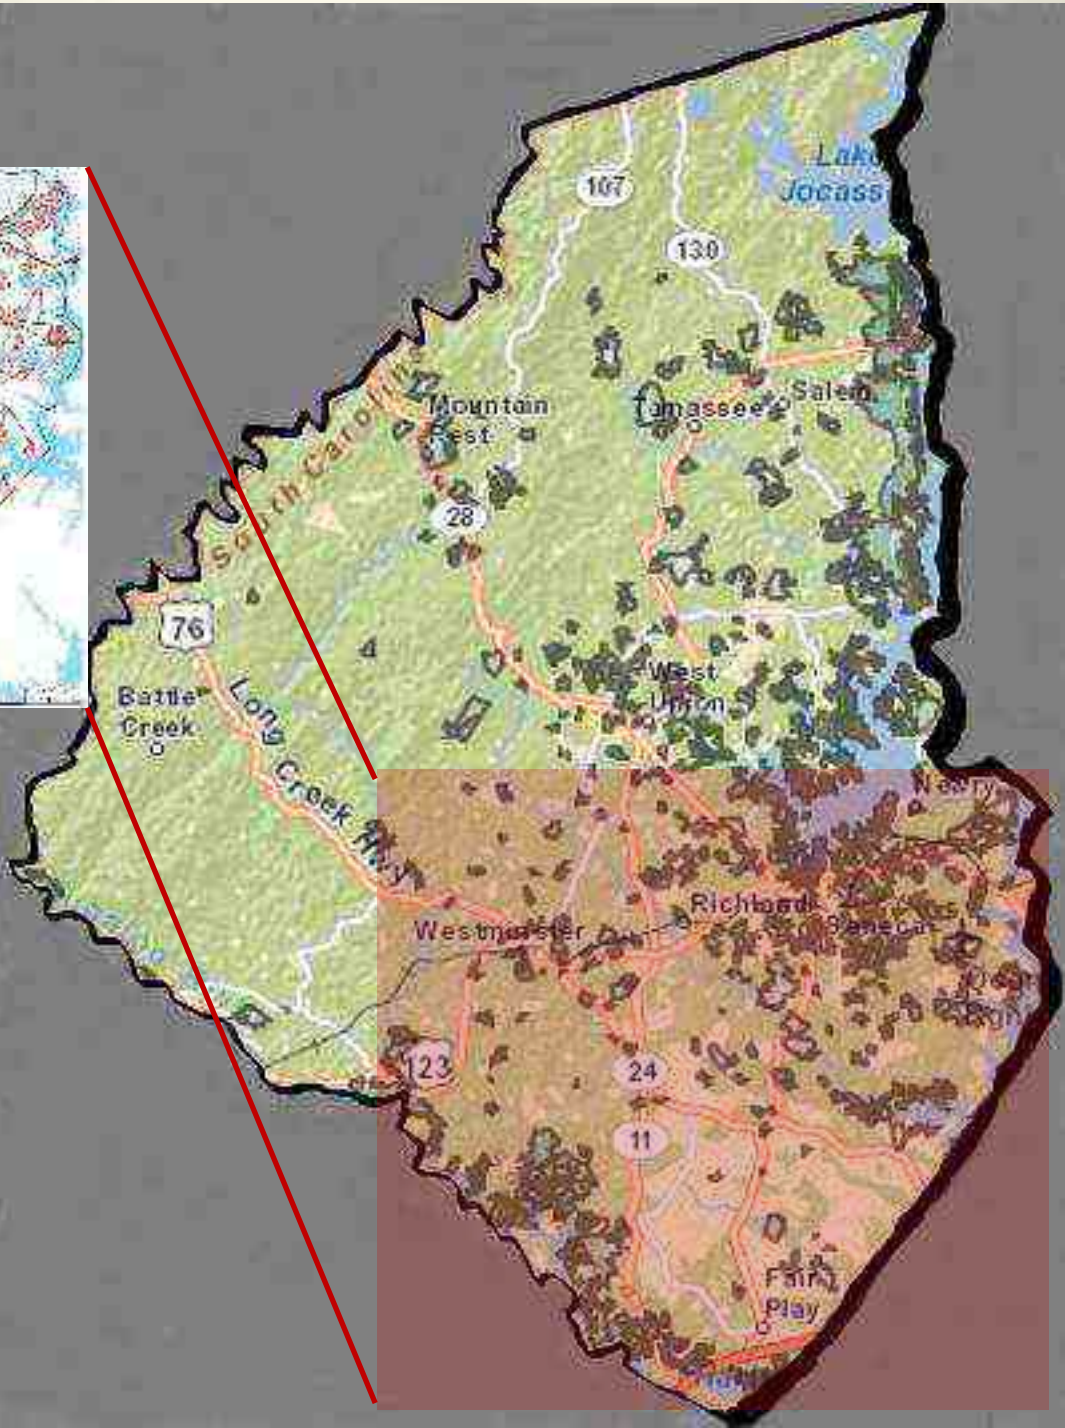 Lake
Jocass
107
130
Mountain
Rest
Tamassee
Salem
South Carolina
28
76
Battle
Creek
Long Creek Hwy
West
Union
Newry
Richland
Westminster
Seneca
123
24
11
Fair
Play